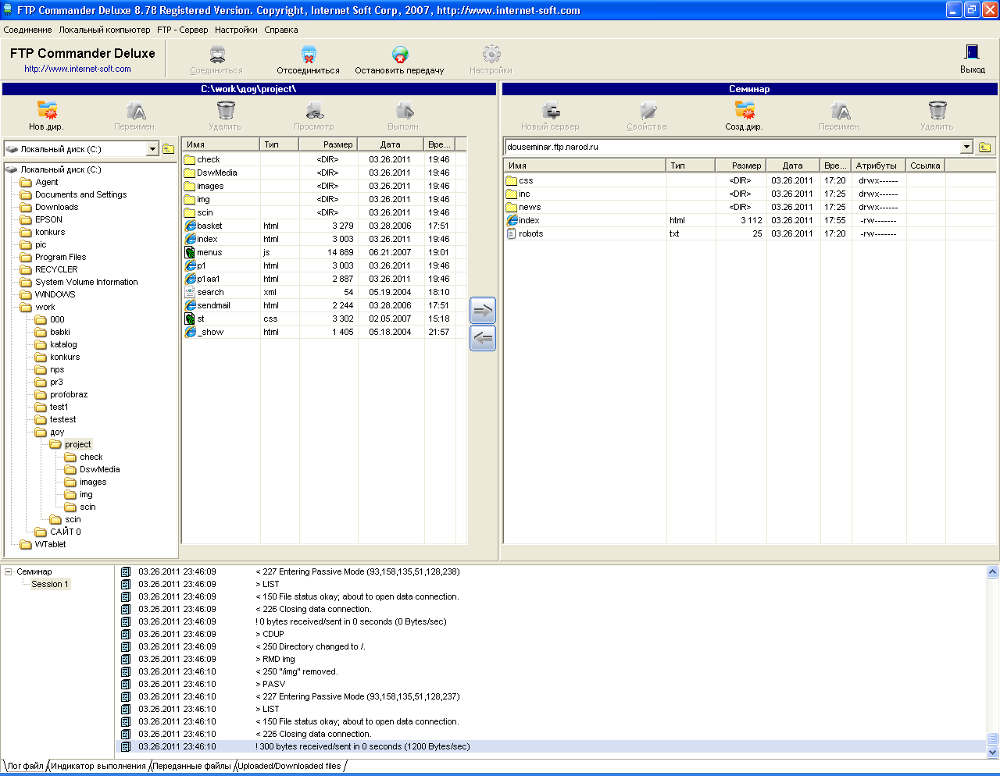 FTP Commander Deluxe 8.78 Registered Version. Copyright, Internet Soft Corp, 2007, http://www.internet-soft.com
Соединение Локальный компьютер FTP - Сервер Настройки Справка
FTP Commander Deluxe
http://www.internet-soft.com
Соединиться Отсоединиться Остановить передачу Настройки Выход
C:\work\доу\project\
Нов.дир. Переимен. Удалить Просмотр Выполн.
Локальный диск (C:)
Локальный диск (C:)
Agent
Documents and Settings
Downloads
EPSON
konkurs
pic
Program Files
RECYCLER
System Volume Information
WINDOWS
work
000
babki
katalog
konkurs
nps
pr3
profobraz
test1
testest
доу
project
check
DswMedia
images
img
scin
scin
САЙТ 0
WTablet
Имя Тип Размер Дата Вре...
check <DIR> 03.26.2011 19:46
DswMedia <DIR> 03.26.2011 19:46
images <DIR> 03.26.2011 19:46
img <DIR> 03.26.2011 19:46
scin <DIR> 03.26.2011 19:46
basket html 3 279 03.28.2006 17:51
index html 3 003 03.26.2011 19:46
menus js 14 889 06.21.2007 19:01
p1 html 3 003 03.26.2011 19:46
p1aa1 html 2 887 03.26.2011 19:46
search xml 54 05.19.2004 18:10
sendmail html 2 244 03.28.2006 17:51
st css 3 302 02.05.2007 15:18
_show html 1 405 05.18.2004 21:57
Семинар
Новый сервер Свойства Созд.дир. Переимен. Удалить
douseminar.ftp.narod.ru
Имя Тип Размер Дата Вре... Атрибуты Ссылка
css <DIR> 03.26.2011 17:20 drwx------
inc <DIR> 03.26.2011 17:25 drwx------
news <DIR> 03.26.2011 17:25 drwx------
index html 3 112 03.26.2011 17:55 -rw-------
robots txt 25 03.26.2011 17:20 -rw-------
Семинар
Session 1
03.26.2011 23:46:09 < 227 Entering Passive Mode (93,158,135,51,128,238)
03.26.2011 23:46:09 > LIST
03.26.2011 23:46:09 < 150 File status okay; about to open data connection.
03.26.2011 23:46:09 < 226 Closing data connection.
03.26.2011 23:46:09 ! 0 bytes received/sent in 0 seconds (0 Bytes/sec)
03.26.2011 23:46:09 > CDUP
03.26.2011 23:46:09 < 250 Directory changed to /.
03.26.2011 23:46:09 > RMD img
03.26.2011 23:46:10 < 250 "/img" removed.
03.26.2011 23:46:10 > PASV
03.26.2011 23:46:10 < 227 Entering Passive Mode (93,158,135,51,128,237)
03.26.2011 23:46:10 > LIST
03.26.2011 23:46:10 < 150 File status okay; about to open data connection.
03.26.2011 23:46:10 < 226 Closing data connection.
03.26.2011 23:46:10 ! 300 bytes received/sent in 0 seconds (1200 Bytes/sec)
Лог файл Индикатор выполнения Переданные файлы Uploaded/Downloaded files